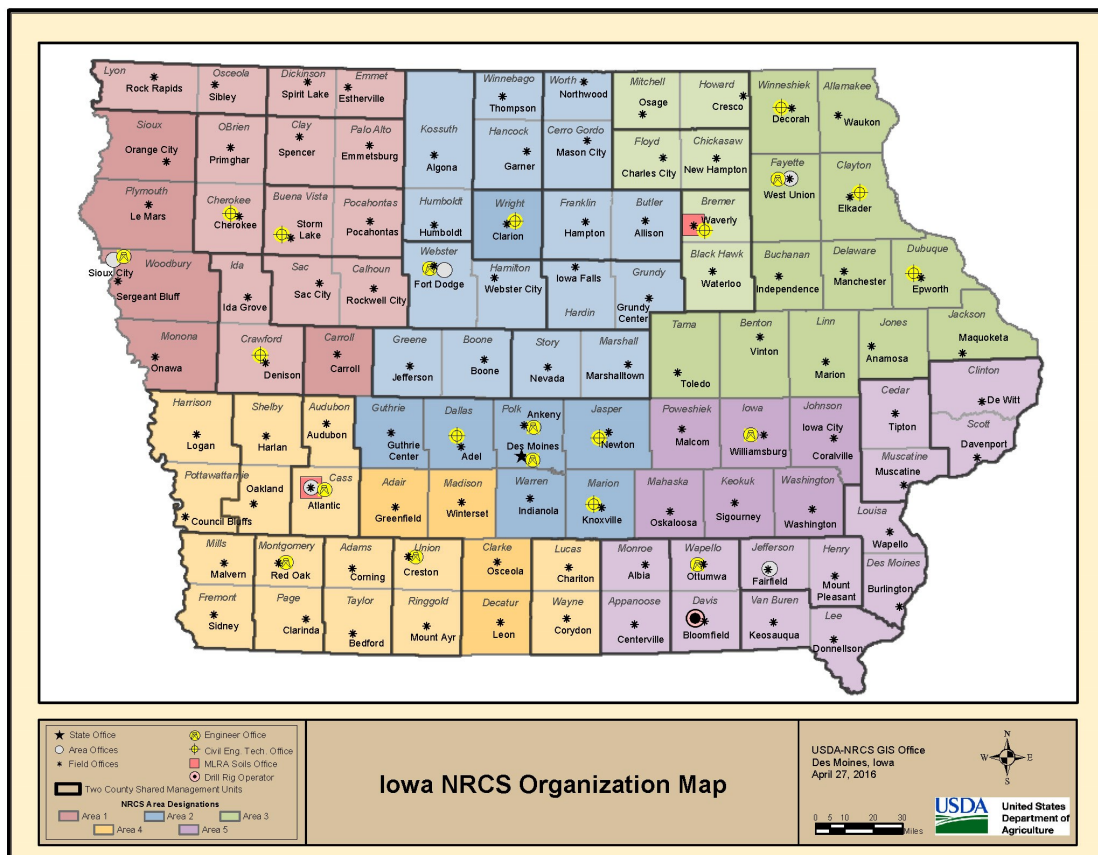 Lyon
Rock Rapids
Osceola
Sibley
Dickinson
Spirit Lake
Emmet
Estherville
Winnebago
Thompson
Worth
Northwood
Mitchell
Osage
Howard
Cresco
Winneshiek
Decorah
Allamakee
Waukon
Sioux
Orange City
OBrien
Primghar
Clay
Spencer
Palo Alto
Emmetsburg
Kossuth
Algona
Hancock
Garner
Cerro Gordo
Mason City
Floyd
Charles City
Chickasaw
New Hampton
Fayette
West Union
Clayton
Elkader
Plymouth
Le Mars
Cherokee
Cherokee
Buena Vista
Storm
Lake
Pocahontas
Pocahontas
Humboldt
Humboldt
Wright
Clarion
Franklin
Hampton
Butler
Allison
Bremer
Waverly
Sioux City
Woodbury
Sergeant Bluff
Ida
Ida Grove
Sac
Sac City
Calhoun
Rockwell City
Webster
Fort Dodge
Hamilton
Webster City
Iowa Falls
Hardin
Grundy
Grundy
Center
Black Hawk
Waterloo
Buchanan
Independence
Delaware
Manchester
Dubuque
Epworth
Monona
Onawa
Crawford
Denison
Carroll
Carroll
Greene
Jefferson
Boone
Boone
Story
Nevada
Marshall
Marshalltown
Tama
Toledo
Benton
Vinton
Linn
Marion
Jones
Anamosa
Jackson
Maquoketa
Harrison
Logan
Shelby
Harlan
Audubon
Audubon
Guthrie
Guthrie
Center
Dallas
Adel
Polk
Ankeny
Des Moines
Jasper
Newton
Poweshiek
Malcom
Iowa
Williamsburg
Johnson
Iowa City
Coralville
Cedar
Tipton
Clinton
De Witt
Scott
Davenport
Muscatine
Muscatine
Pottawattamie
Oakland
Council Bluffs
Cass
Atlantic
Adair
Greenfield
Madison
Winterset
Warren
Indianola
Marion
Knoxville
Mahaska
Oskaloosa
Keokuk
Sigourney
Washington
Washington
Louisa
Wapello
Mills
Malvern
Montgomery
Red Oak
Adams
Corning
Union
Creston
Clarke
Osceola
Lucas
Chariton
Monroe
Albia
Wapello
Ottumwa
Jefferson
Fairfield
Henry
Mount
Pleasant
Des Moines
Burlington
Fremont
Sidney
Page
Clarinda
Taylor
Bedford
Ringgold
Mount Ayr
Decatur
Leon
Wayne
Corydon
Appanoose
Centerville
Davis
Bloomfield
Van Buren
Keosauqua
Lee
Donnellson
State Office
Area Offices
Field Offices
Engineer Office
Civil Eng. Tech. Office
MLRA Soils Office
Drill Rig Operator
Two County Shared Management Units
NRCS Area Designations
Area 1
Area 2
Area 3
Area 4
Area 5
Iowa NRCS Organization Map
USDA-NRCS GIS Office
Des Moines, Iowa
April 27, 2016
N
W
E
S
0 5 10 20 30
Miles
USDA
United States
Department of
Agriculture